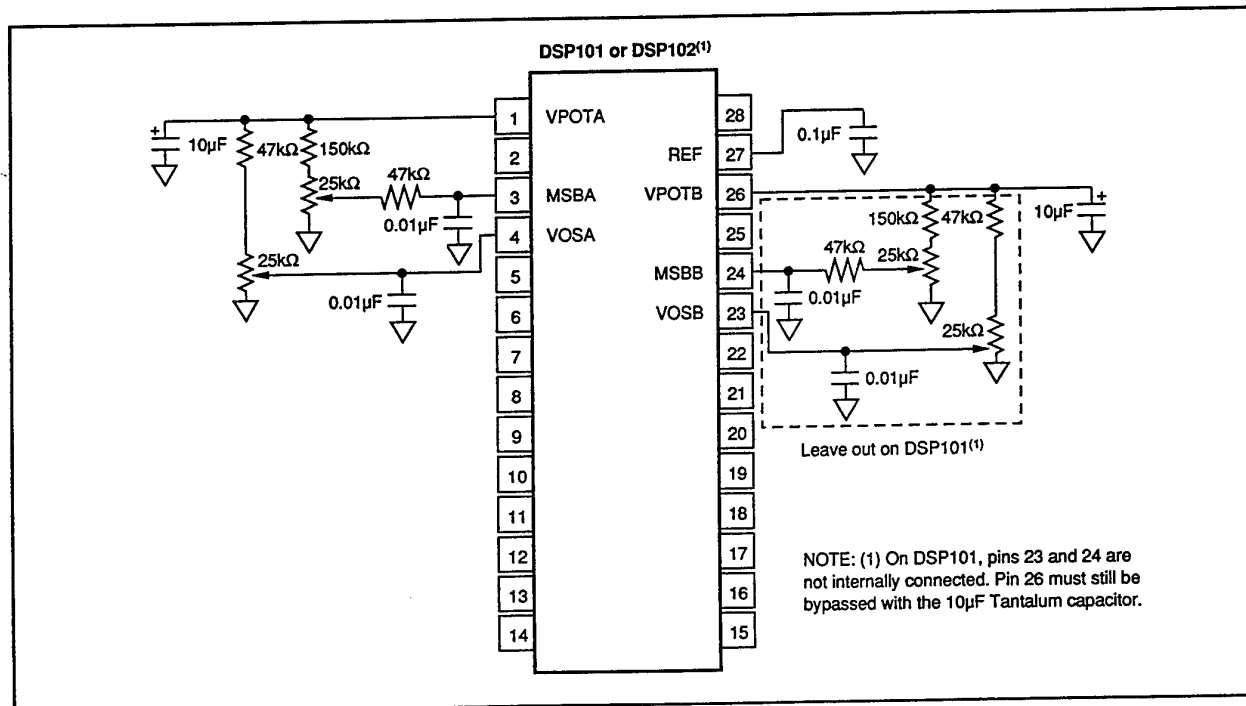 DSP101 or DSP102(1)
1 VPOTA
2
3 MSBA
4 VOSA
5
6
7
8
9
10
11
12
13
14
28
REF 27
VPOTB 26
25
MSBB 24
VOSB 23
22
21
20
19
18
17
16
15
+
10µF
47kΩ
150kΩ
25kΩ
47kΩ
0.01µF
25kΩ
0.01µF
0.1µF
150kΩ
47kΩ
10µF
+
47kΩ
25kΩ
0.01µF
25kΩ
0.01µF
Leave out on DSP101(1)
NOTE: (1) On DSP101, pins 23 and 24 are
not internally connected. Pin 26 must still be
bypassed with the 10µF Tantalum capacitor.